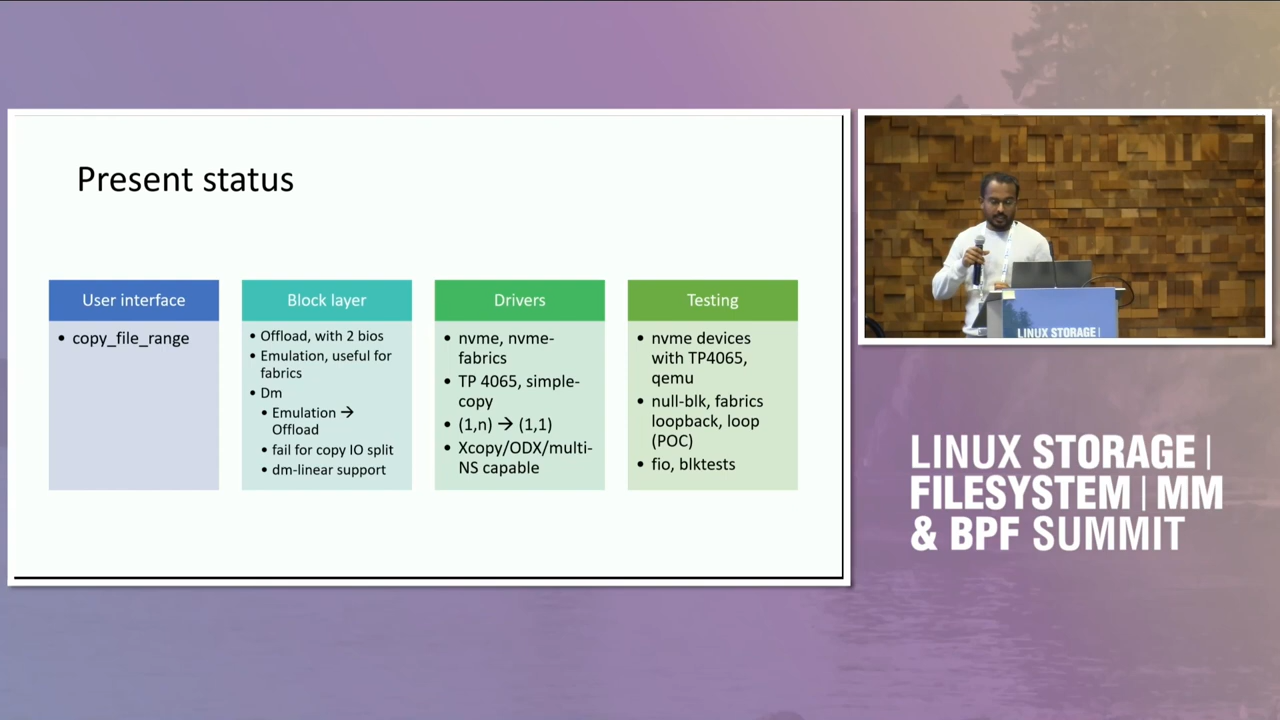 Present status
User interface
• copy_file_range
Block layer
• Offload, with 2 bios
• Emulation, useful for
fabrics
• Dm
• Emulation →
Offload
• fail for copy IO split
• dm-linear support
Drivers
• nvme, nvme-
fabrics
• TP 4065, simple-
copy
• (1,n) → (1,1)
• Xcopy/ODX/multi-
NS capable
Testing
• nvme devices
with TP4065,
qemu
• null-blk, fabrics
loopback, loop
(POC)
• fio, blktests
LINUX STORAGE|
LINUX STORAGE |
FILESYSTEM | MM
& BPF SUMMIT